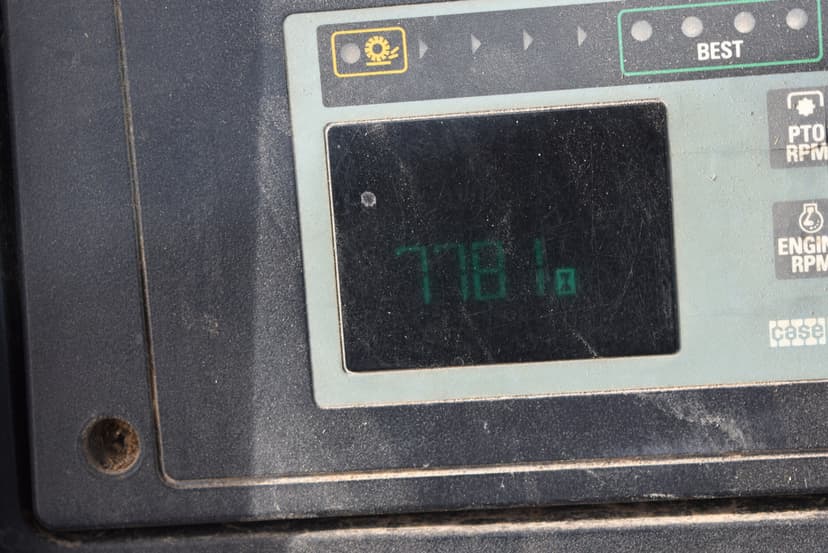 BEST
PTO
RPM
ENGIN
RPM
7781
case